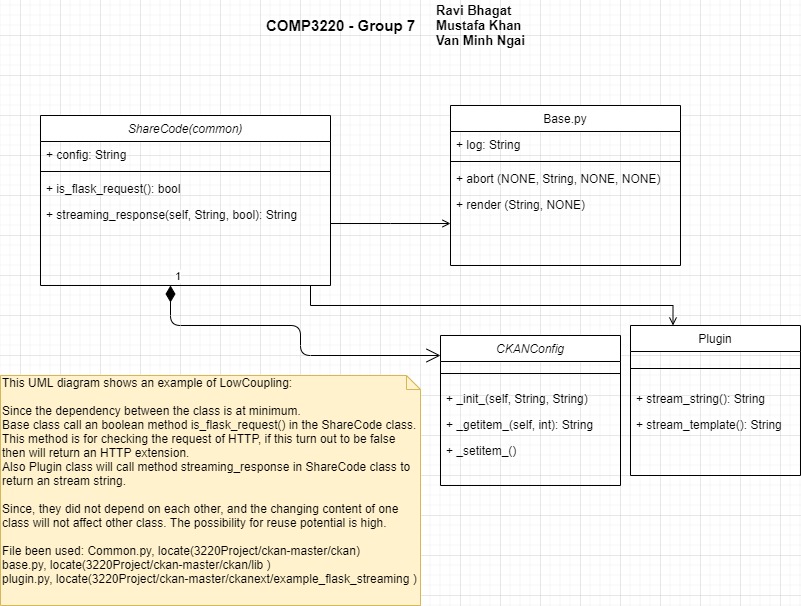 COMP3220 - Group 7
Ravi Bhagat
Mustafa Khan
Van Minh Ngai
ShareCode(common)
+ config: String
+ is_flask_request(): bool
+ streaming_response(self, String, bool): String
1
Base.py
+ log: String
+ abort (NONE, String, NONE, NONE)
+ render (String, NONE)
CKANConfig
+ _init_(self, String, String)
+ _getitem_(self, int): String
+ _setitem_()
Plugin
+ stream_string(): String
+ stream_template(): String
This UML diagram shows an example of LowCoupling:
Since the dependency between the class is at minimum.
Base class call an boolean method is_flask_request() in the ShareCode class.
This method is for checking the request of HTTP, if this turn out to be false
then will return an HTTP extension.
Also Plugin class will call method streaming_response in ShareCode class to
return an stream string.
Since, they did not depend on each other, and the changing content of one
class will not affect other class. The possibility for reuse potential is high.
File been used: Common.py, locate(3220Project/ckan-master/ckan)
base.py, locate(3220Project/ckan-master/ckan/lib )
plugin.py, locate(3220Project/ckan-master/ckanext/example_flask_streaming )